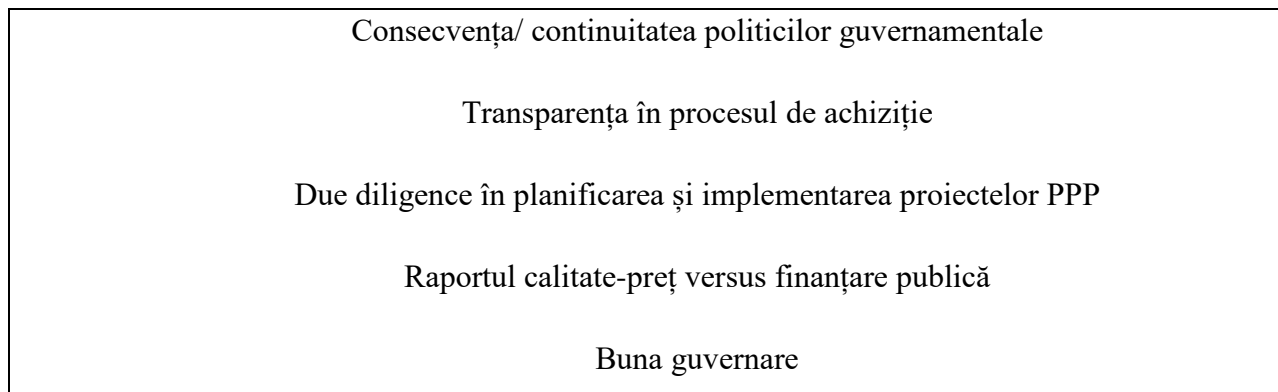 Consecvența/ continuitatea politicilor guvernamentale
Transparența în procesul de achiziție
Due diligence în planificarea și implementarea proiectelor PPP
Raportul calitate-preț versus finanțare publică
Buna guvernare